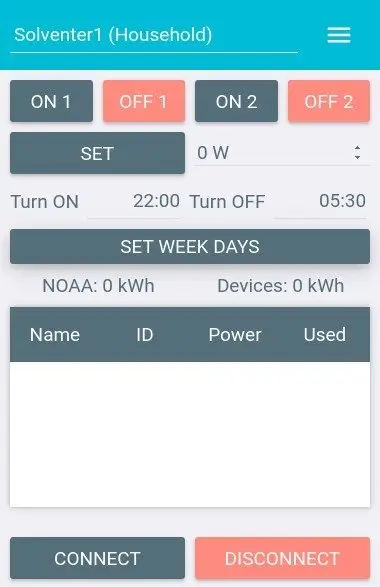 Solventer1 (Household)
ON 1 OFF 1 ON 2 OFF 2
SET 0 W
Turn ON 22:00 Turn OFF 05:30
SET WEEK DAYS
NOAA: 0 kWh Devices: 0 kWh
Name ID Power Used
CONNECT DISCONNECT